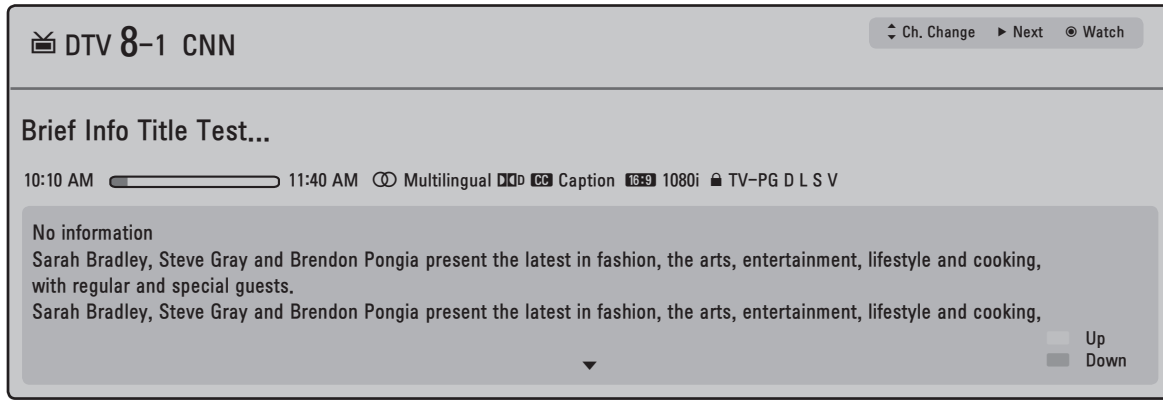 DTV 8-1 CNN
Ch. Change Next Watch
Brief Info Title Test...
10:10 AM 11:40 AM Multilingual DD D CC Caption 16:9 1080i TV-PG D L S V
No information
Sarah Bradley, Steve Gray and Brendon Pongia present the latest in fashion, the arts, entertainment, lifestyle and cooking,
with regular and special guests.
Sarah Bradley, Steve Gray and Brendon Pongia present the latest in fashion, the arts, entertainment, lifestyle and cooking,
Up
Down